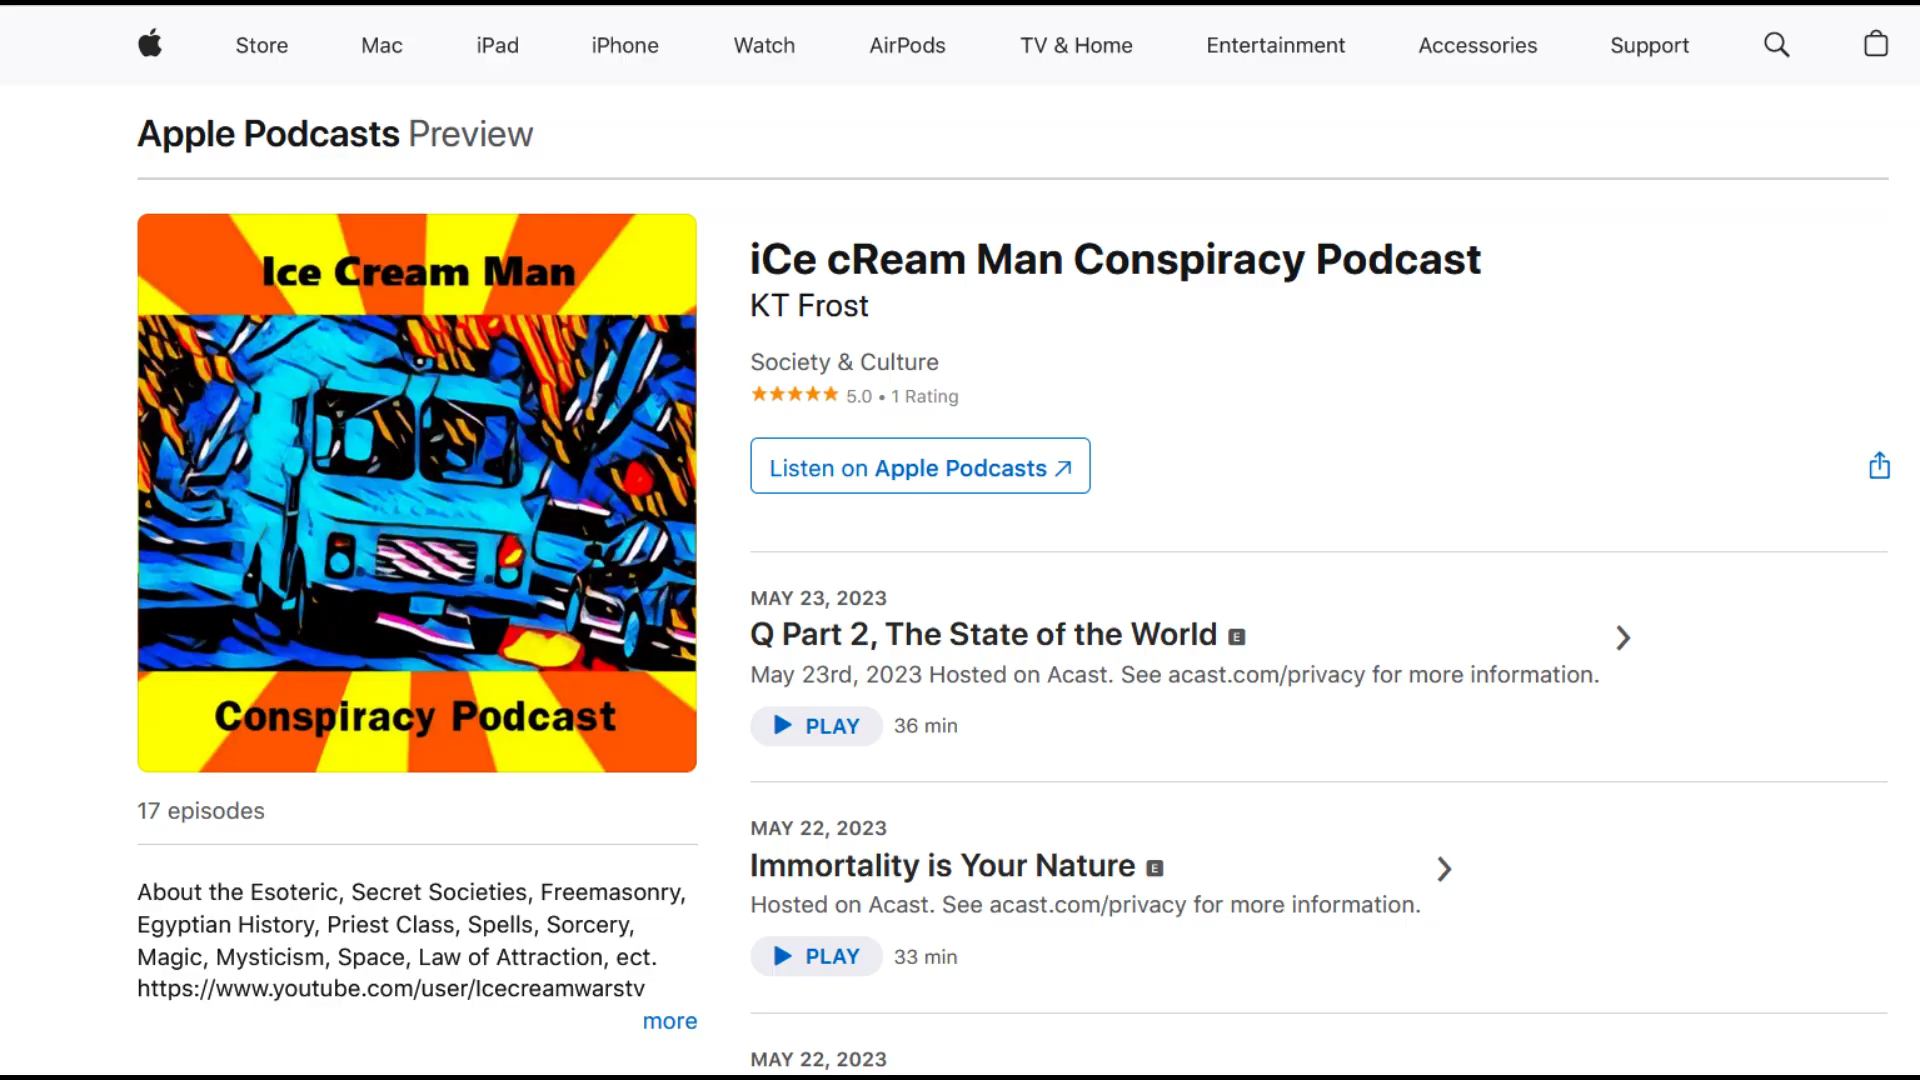 Store Mac iPad iPhone Watch AirPods TV & Home Entertainment Accessories Support
Apple Podcasts Preview
Ice Cream Man
Conspiracy Podcast
17 episodes
About the Esoteric, Secret Societies, Freemasonry,
Egyptian History, Priest Class, Spells, Sorcery,
Magic, Mysticism, Space, Law of Attraction, ect.
https://www.youtube.com/user/Icecreamwarstv
more
iCe cReam Man Conspiracy Podcast
KT Frost
Society & Culture
★★★★★ 5.0 • 1 Rating
Listen on Apple Podcasts ↗
MAY 23, 2023
Q Part 2, The State of the World E
May 23rd, 2023 Hosted on Acast. See acast.com/privacy for more information.
PLAY 36 min
MAY 22, 2023
Immortality is Your Nature E
Hosted on Acast. See acast.com/privacy for more information.
PLAY 33 min
MAY 22, 2023